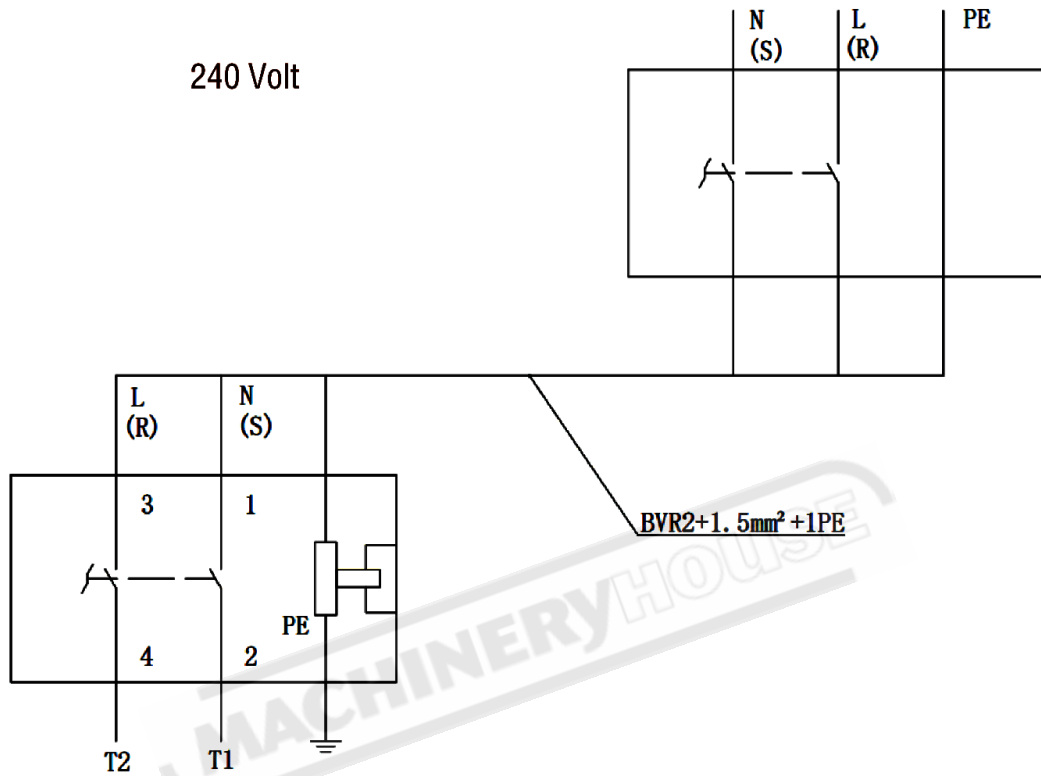 N L PE
(S) (R)
240 Volt
L N
(R) (S)
3 1
BVR2+1.5mm²+1PE
PE
4 2
T2 T1
MACHINERYHOUSE